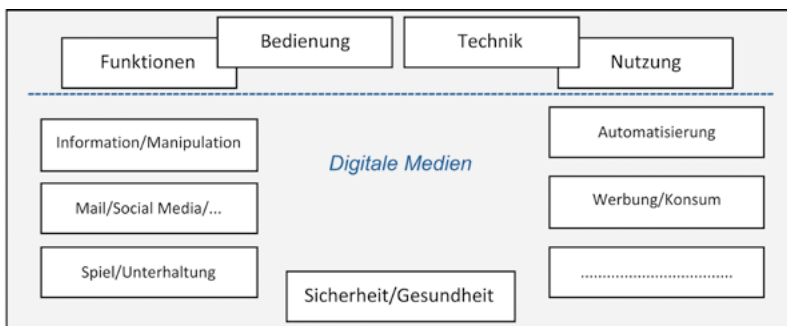 Bedienung
Technik
Funktionen
Nutzung
Information/Manipulation
Automatisierung
Digitale Medien
Mail/Social Media/...
Werbung/Konsum
Spiel/Unterhaltung
...................................
Sicherheit/Gesundheit